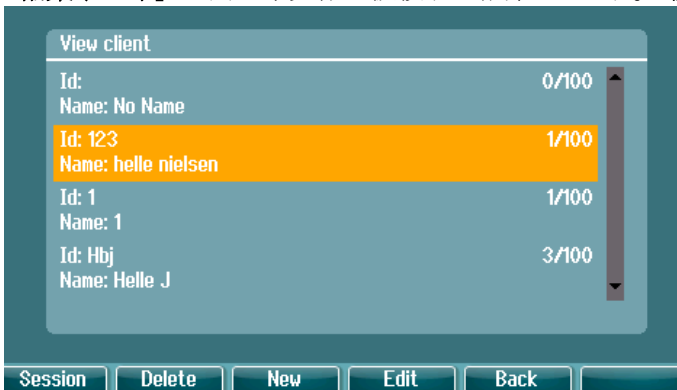 View client
Id: 0/100
Name: No Name
Id: 123 1/100
Name: helle nielsen
Id: 1 1/100
Name: 1
Id: Hbj 3/100
Name: Helle J
Session Delete New Edit Back